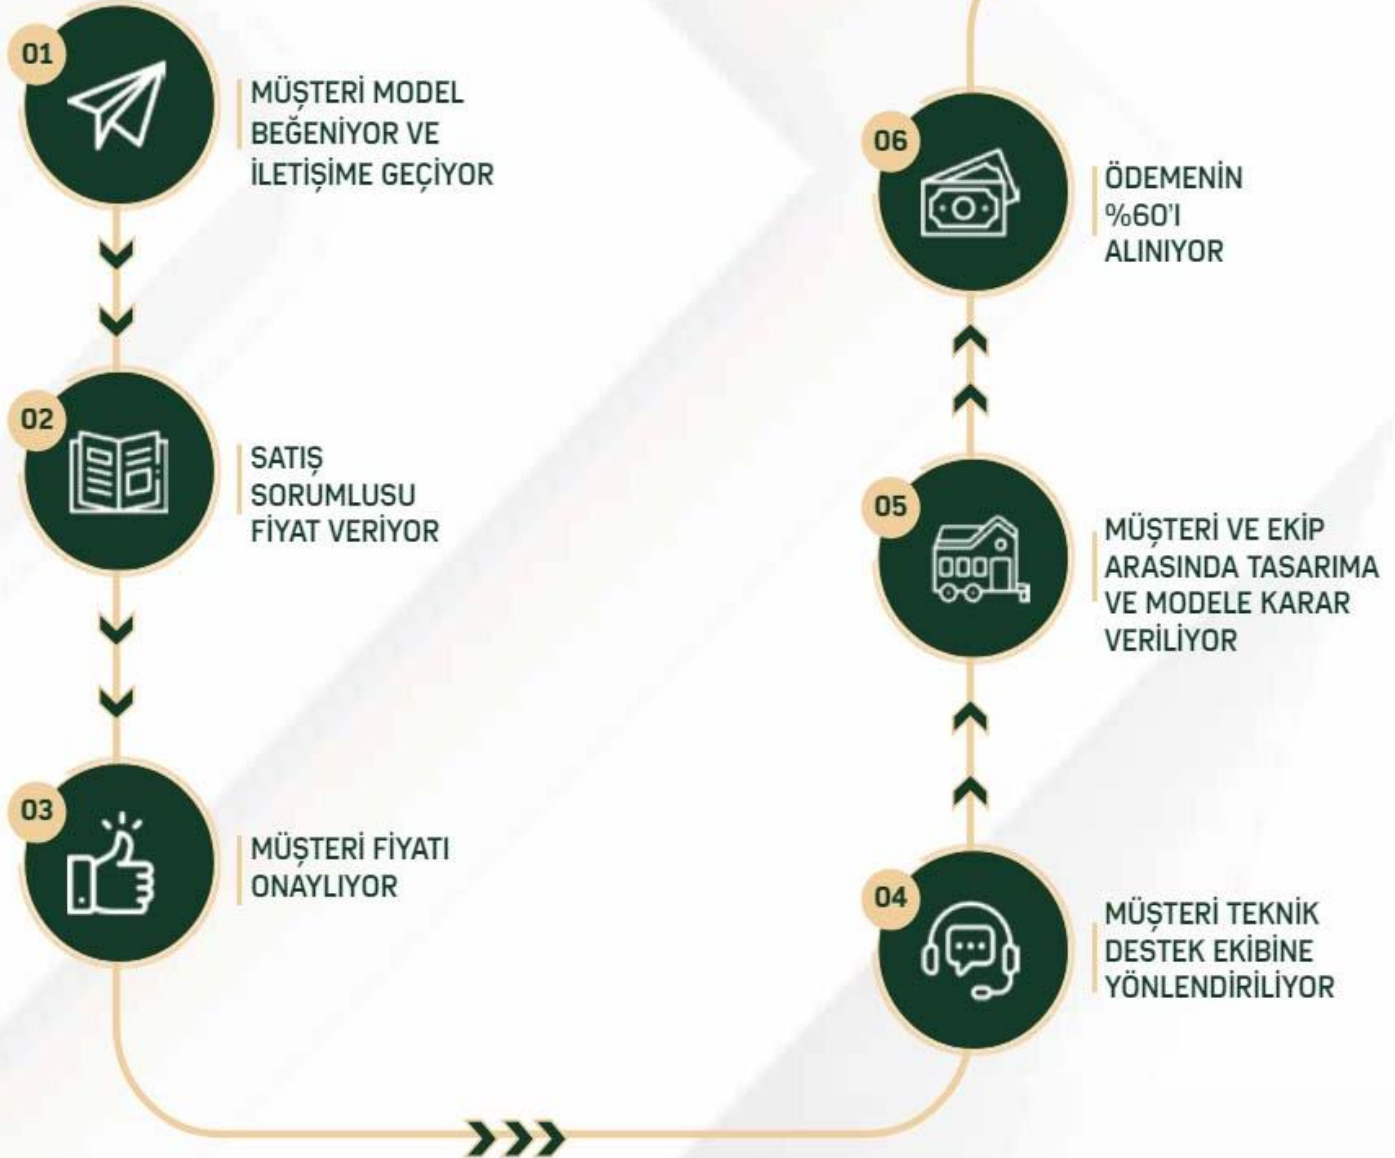 01
MÜŞTERİ MODEL
BEĞENİYOR VE
İLETİŞİME GEÇİYOR
02
SATIŞ
SORUMLUSU
FİYAT VERİYOR
03
MÜŞTERİ FİYATI
ONAYLIYOR
04
MÜŞTERİ TEKNİK
DESTEK EKİBİNE
YÖNLENDİRİLİYOR
05
MÜŞTERİ VE EKİP
ARASINDA TASARIMA
VE MODELE KARAR
VERİLİYOR
06
ÖDEMENİN
%60'I
ALINIYOR